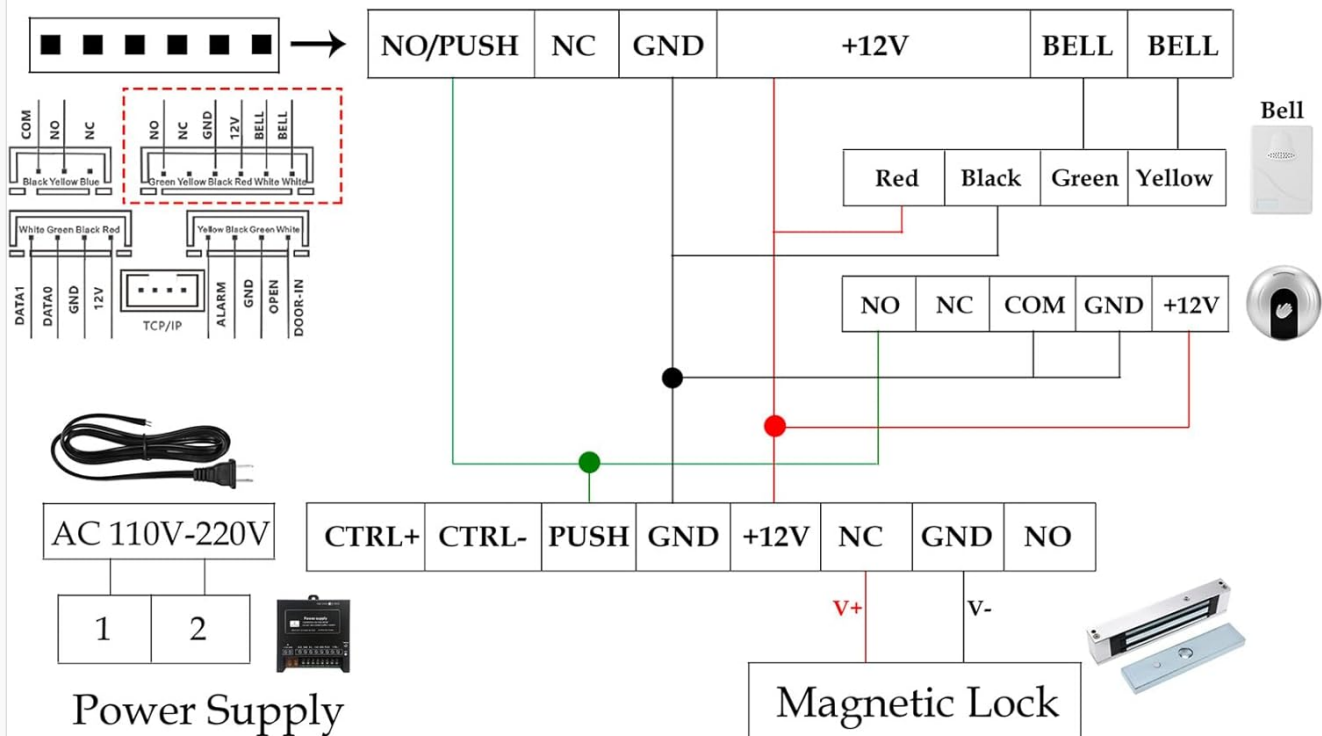 NO/PUSH NC GND +12V BELL BELL
COM NO NC
NO NC GND 12V BELL BELL
Black Yellow Blue
Green Yellow Black Red White White
White Green Black Red
Yellow Black Green White
DATA1 DATA0 GND 12V
TCP/IP
ALARM GND OPEN DOOR-IN
Bell
Red Black Green Yellow
NO NC COM GND +12V
AC 110V-220V
CTRL+ CTRL- PUSH GND +12V NC GND NO
1 2
Power supply
V+ V-
Power Supply
Magnetic Lock